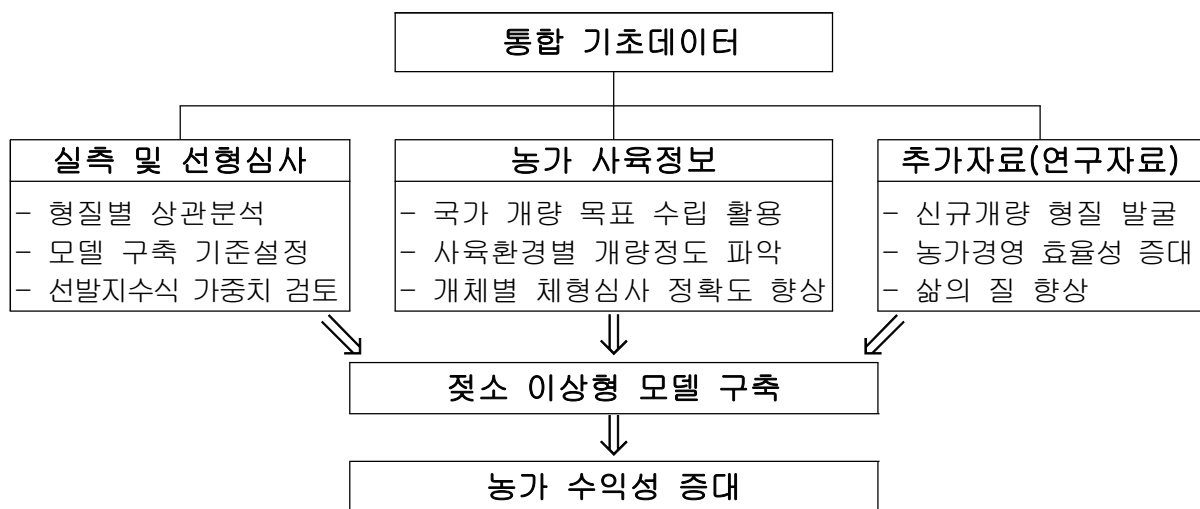 통합 기초데이터
실측 및 선형심사
- 형질별 상관분석
- 모델 구축 기준설정
- 선발지수식 가중치 검토
농가 사육정보
- 국가 개량 목표 수립 활용
- 사육환경별 개량정도 파악
- 개체별 체형심사 정확도 향상
추가자료(연구자료)
- 신규개량 형질 발굴
- 농가경영 효율성 증대
- 삶의 질 향상
젖소 이상형 모델 구축
농가 수익성 증대